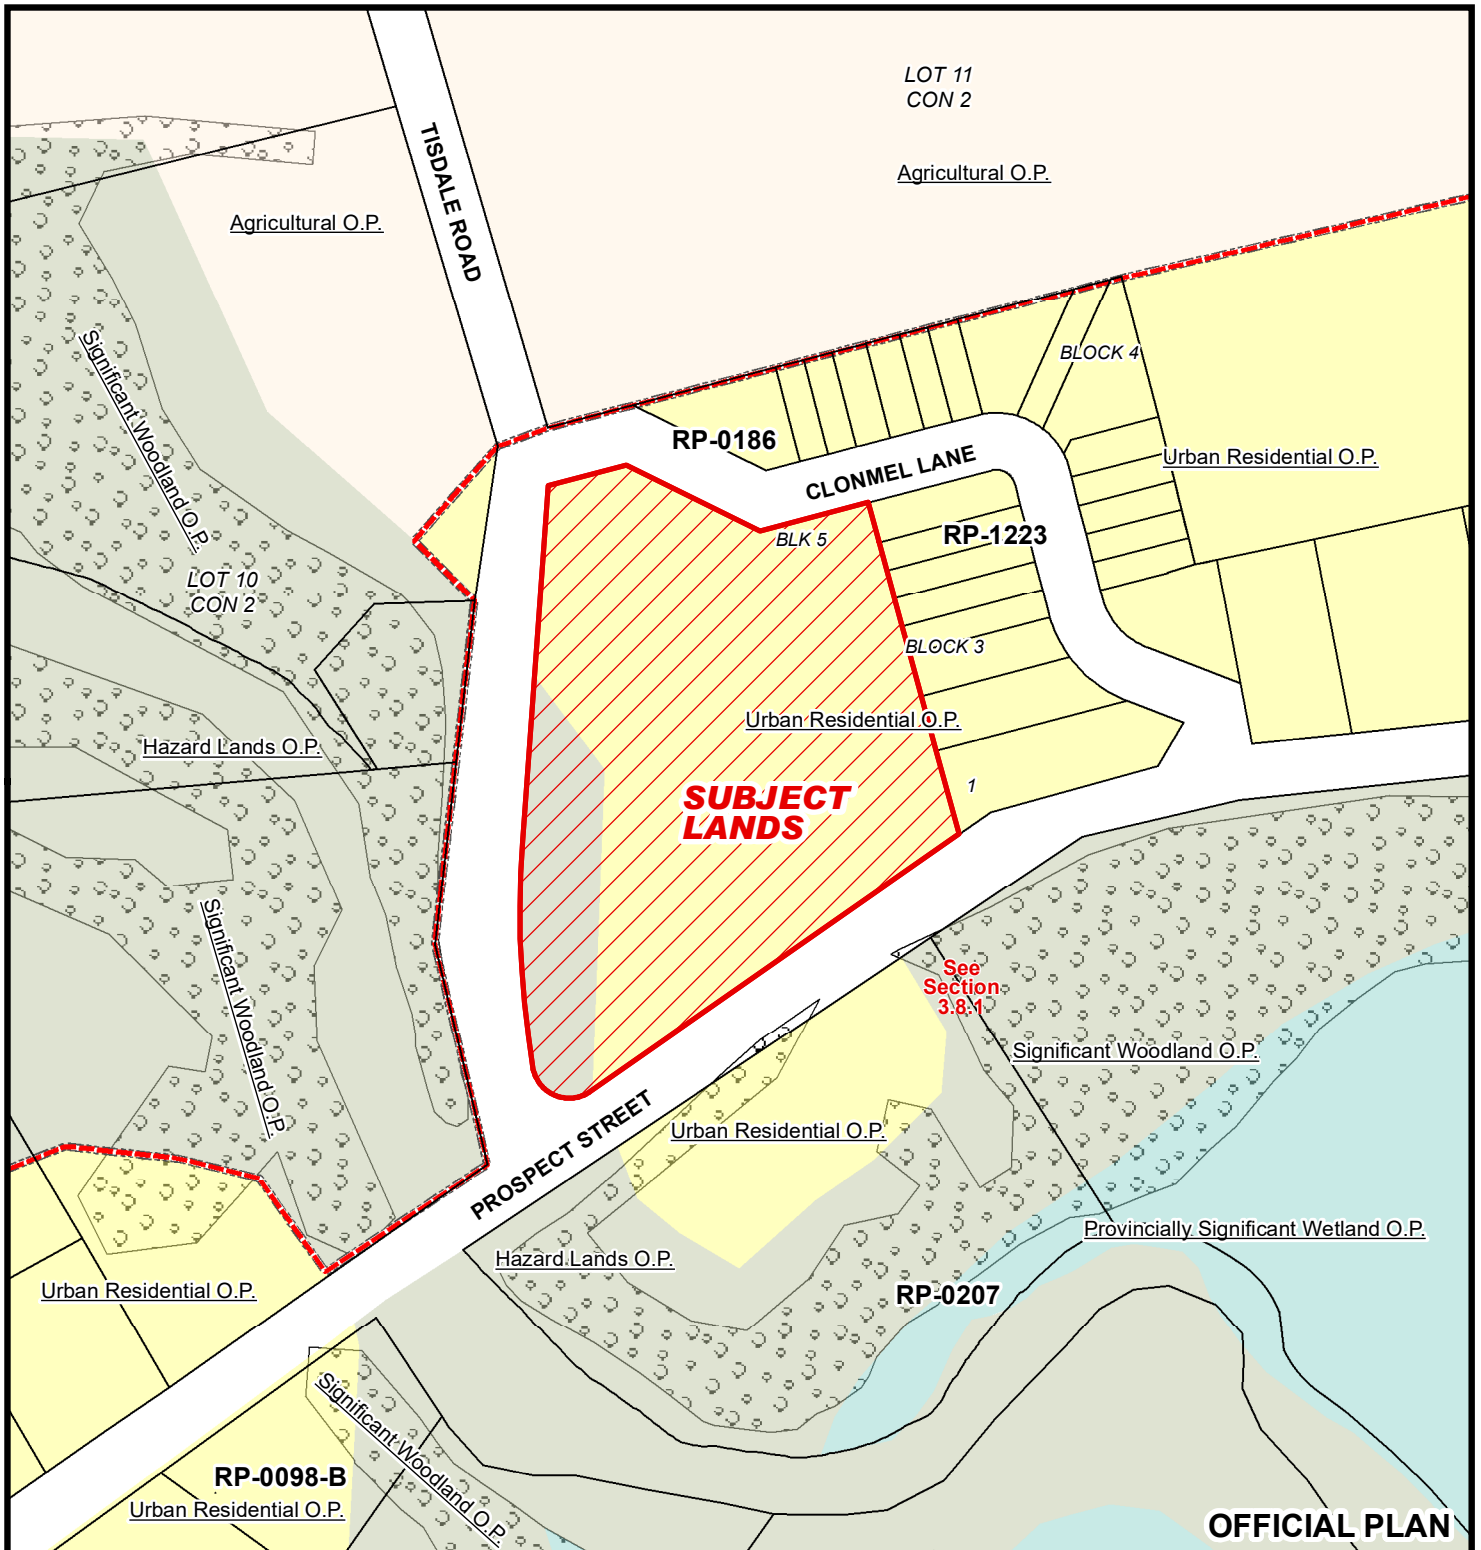 LOT 11
CON 2
Agricultural O.P.
TISDALE ROAD
Agricultural O.P.
Significant Woodland O.P.
BLOCK 4
RP-0186
CLONMEL LANE
Urban Residential O.P.
BLK 5
RP-1223
LOT 10
CON 2
BLOCK 3
Urban Residential O.P.
Hazard Lands O.P.
1
SUBJECT
LANDS
Significant Woodland O.P.
See
Section
3.8.1
Significant Woodland O.P.
PROSPECT STREET
Urban Residential O.P.
Provincially Significant Wetland O.P.
Hazard Lands O.P.
Urban Residential O.P.
RP-0207
Significant Woodland O.P.
RP-0098-B
Urban Residential O.P.
OFFICIAL PLAN